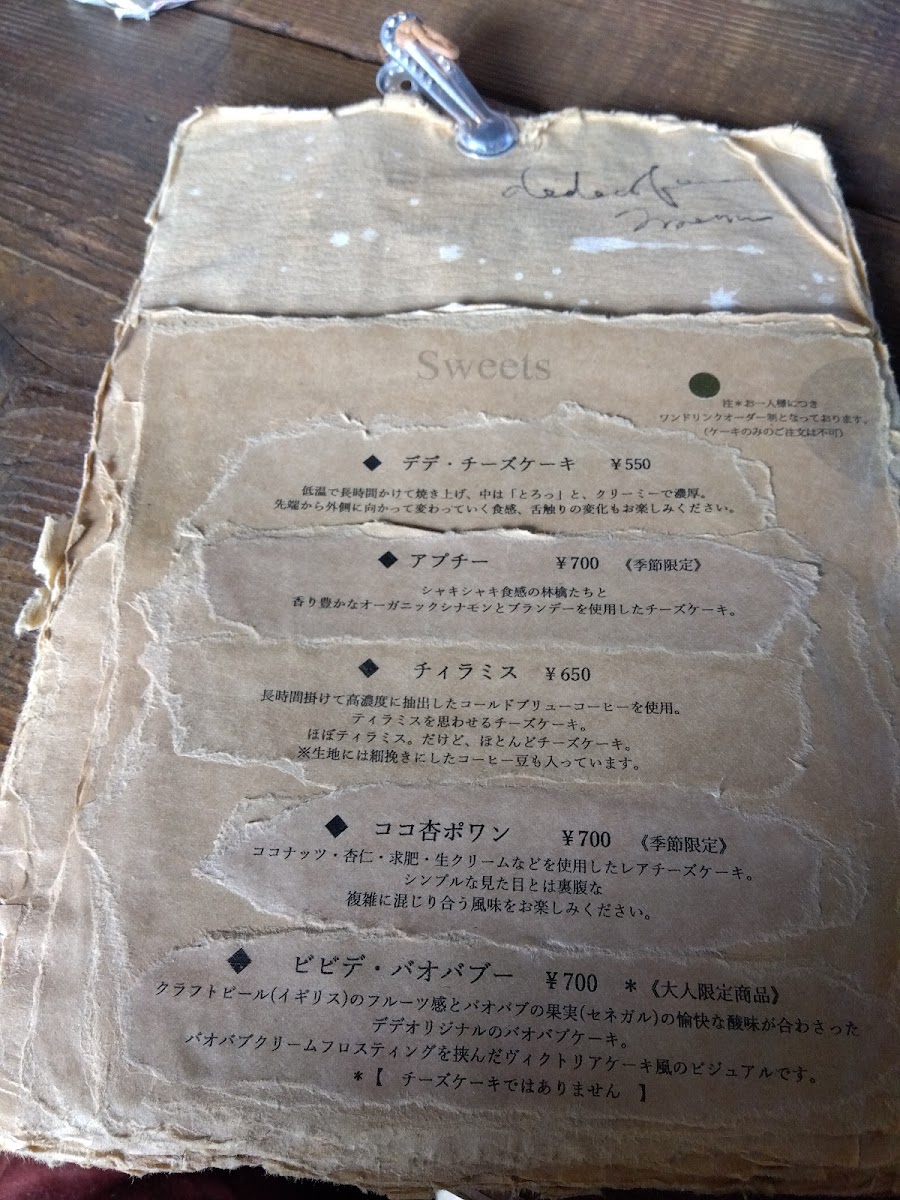 menu
Sweets
注*お一人様につき
ワンドリンクオーダー制となっております。
(ケーキのみのご注文は不可)
◆ デデ・チーズケーキ ¥550
低温で長時間かけて焼き上げ、中は「とろっ」と、クリーミーで濃厚。
先端から外側に向かって変わっていく食感、舌触りの変化もお楽しみください。
◆ アプチー ¥700 《季節限定》
シャキシャキ食感の林檎たちと
香り豊かなオーガニックシナモンとブランデーを使用したチーズケーキ。
◆ チィラミス ¥650
長時間掛けて高濃度に抽出したコールドブリューコーヒーを使用。
ティラミスを思わせるチーズケーキ。
ほぼティラミス。だけど、ほとんどチーズケーキ。
※生地には細挽きにしたコーヒー豆も入っています。
◆ ココ杏ポワン ¥700 《季節限定》
ココナッツ・杏仁・求肥・生クリームなどを使用したレアチーズケーキ。
シンプルな見た目とは裏腹な
複雑に混じり合う風味をお楽しみください。
◆ ビビデ・バオバブー ¥700 *《大人限定商品》
クラフトビール(イギリス)のフルーツ感とバオバブの果実(セネガル)の愉快な酸味が合わさった
デデオリジナルのバオバブケーキ。
バオバブクリームフロスティングを挟んだヴィクトリアケーキ風のビジュアルです。
*【 チーズケーキではありません 】